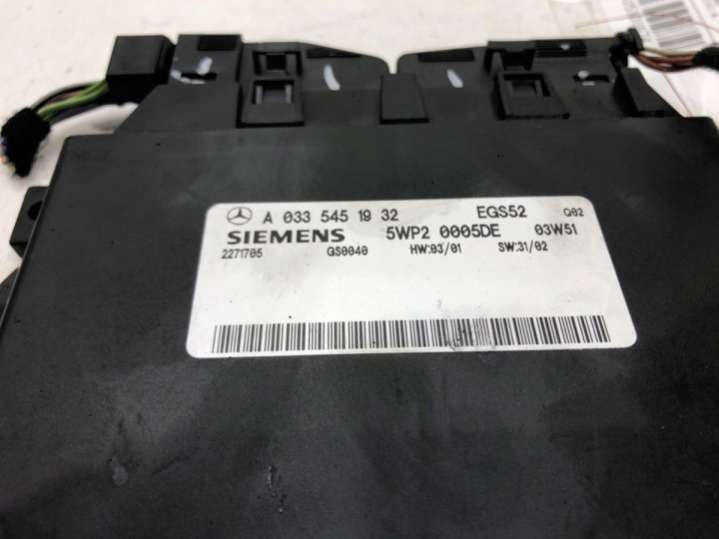 A 033 545 19 32 EGS52 Q02
SIEMENS 5WP2 0005DE 03W51
2271705 GS0040 HW:03/01 SW:31/02